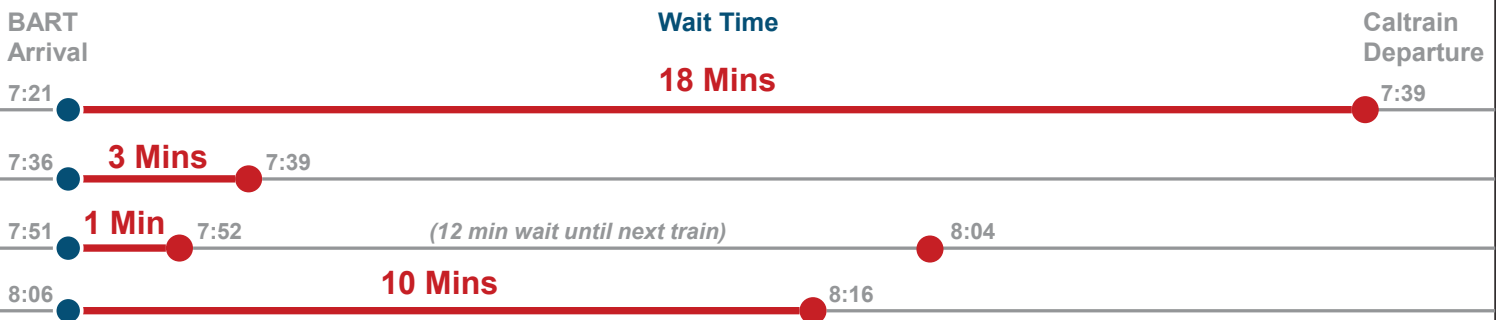 BART
Arrival
Wait Time
Caltrain
Departure
18 Mins
7:21
7:39
3 Mins
7:36
7:39
1 Min
7:51
7:52
(12 min wait until next train)
8:04
10 Mins
8:06
8:16